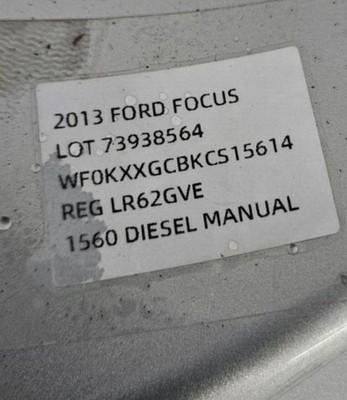 2013 FORD FOCUS
LOT 73938564
WF0KXXGCBKCS15614
REG LR62GVE
1560 DIESEL MANUAL